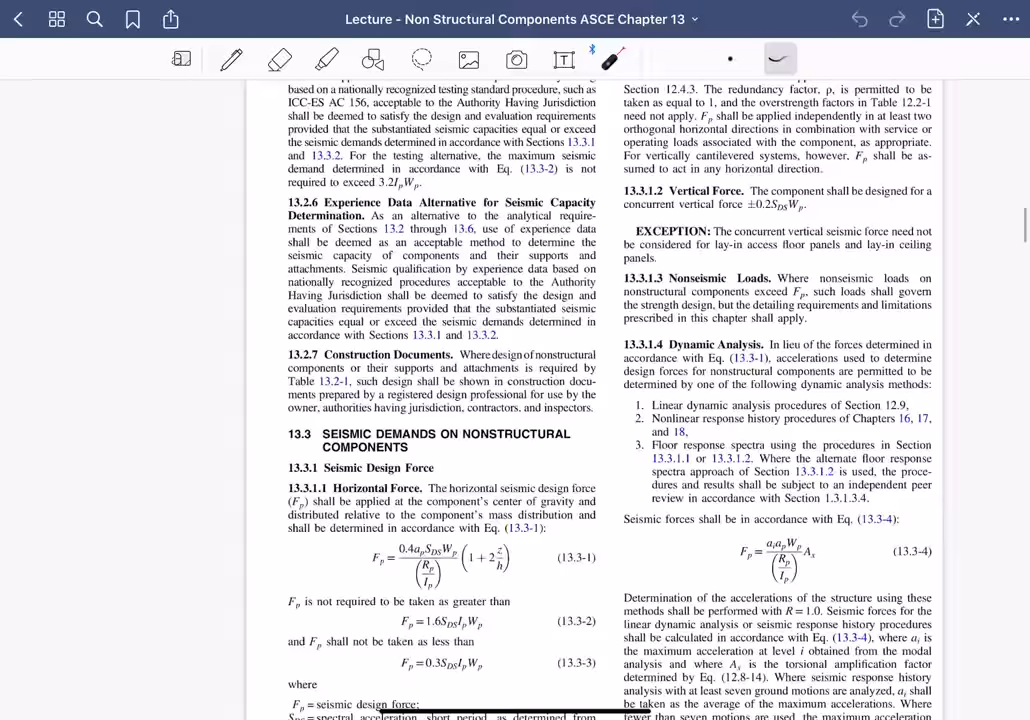 Lecture - Non Structural Components ASCE Chapter 13
based on a nationally recognized testing standard procedure, such as
ICC-ES AC 156, acceptable to the Authority Having Jurisdiction
shall be deemed to satisfy the design and evaluation requirements
provided that the substantiated seismic capacities equal or exceed
the seismic demands determined in accordance with Sections 13.3.1
and 13.3.2. For the testing alternative, the maximum seismic
demand determined in accordance with Eq. (13.3-2) is not
required to exceed 3.2IpWp.
13.2.6 Experience Data Alternative for Seismic Capacity
Determination. As an alternative to the analytical require-
ments of Sections 13.2 through 13.6, use of experience data
shall be deemed as an acceptable method to determine the
seismic capacity of components and their supports and
attachments. Seismic qualification by experience data based on
nationally recognized procedures acceptable to the Authority
Having Jurisdiction shall be deemed to satisfy the design and
evaluation requirements provided that the substantiated seismic
capacities equal or exceed the seismic demands determined in
accordance with Sections 13.3.1 and 13.3.2.
13.2.7 Construction Documents. Where design of nonstructural
components or their supports and attachments is required by
Table 13.2-1, such design shall be shown in construction docu-
ments prepared by a registered design professional for use by the
owner, authorities having jurisdiction, contractors, and inspectors.
13.3 SEISMIC DEMANDS ON NONSTRUCTURAL
COMPONENTS
13.3.1 Seismic Design Force
13.3.1.1 Horizontal Force. The horizontal seismic design force
(Fp) shall be applied at the component's center of gravity and
distributed relative to the component's mass distribution and
shall be determined in accordance with Eq. (13.3-1):
Fp = 0.4apSDSWp / (Rp/Ip) (1 + 2 z/h) (13.3-1)
Fp is not required to be taken as greater than
Fp = 1.6SDSIpWp (13.3-2)
and Fp shall not be taken as less than
Fp = 0.3SDSIpWp (13.3-3)
where
Fp = seismic design force;
SDS = spectral acceleration, short period, as determined from
Section 12.4.3. The redundancy factor, ρ, is permitted to be
taken as equal to 1, and the overstrength factors in Table 12.2-1
need not apply. Fp shall be applied independently in at least two
orthogonal horizontal directions in combination with service or
operating loads associated with the component, as appropriate.
For vertically cantilevered systems, however, Fp shall be as-
sumed to act in any horizontal direction.
13.3.1.2 Vertical Force. The component shall be designed for a
concurrent vertical force ±0.2SDSWp.
EXCEPTION: The concurrent vertical seismic force need not
be considered for lay-in access floor panels and lay-in ceiling
panels.
13.3.1.3 Nonseismic Loads. Where nonseismic loads on
nonstructural components exceed Fp, such loads shall govern
the strength design, but the detailing requirements and limitations
prescribed in this chapter shall apply.
13.3.1.4 Dynamic Analysis. In lieu of the forces determined in
accordance with Eq. (13.3-1), accelerations used to determine
design forces for nonstructural components are permitted to be
determined by one of the following dynamic analysis methods:
1. Linear dynamic analysis procedures of Section 12.9,
2. Nonlinear response history procedures of Chapters 16, 17,
and 18,
3. Floor response spectra using the procedures in Section
13.3.1.1 or 13.3.1.2. Where the alternate floor response
spectra approach of Section 13.3.1.2 is used, the proce-
dures and results shall be subject to an independent peer
review in accordance with Section 1.3.1.3.4.
Seismic forces shall be in accordance with Eq. (13.3-4):
Fp = aiapWp / (Rp/Ip) Ax (13.3-4)
Determination of the accelerations of the structure using these
methods shall be performed with R = 1.0. Seismic forces for the
linear dynamic analysis or seismic response history procedures
shall be calculated in accordance with Eq. (13.3-4), where ai is
the maximum acceleration at level i obtained from the modal
analysis and where Ax is the torsional amplification factor
determined by Eq. (12.8-14). Where seismic response history
analysis with at least seven ground motions are analyzed, ai shall
be taken as the average of the maximum accelerations. Where
fewer than seven motions are used, the maximum acceleration